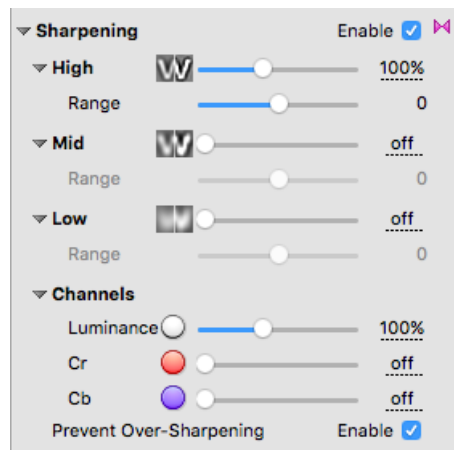 Sharpening Enable
High 100%
Range 0
Mid off
Range 0
Low off
Range 0
Channels
Luminance 100%
Cr off
Cb off
Prevent Over-Sharpening Enable